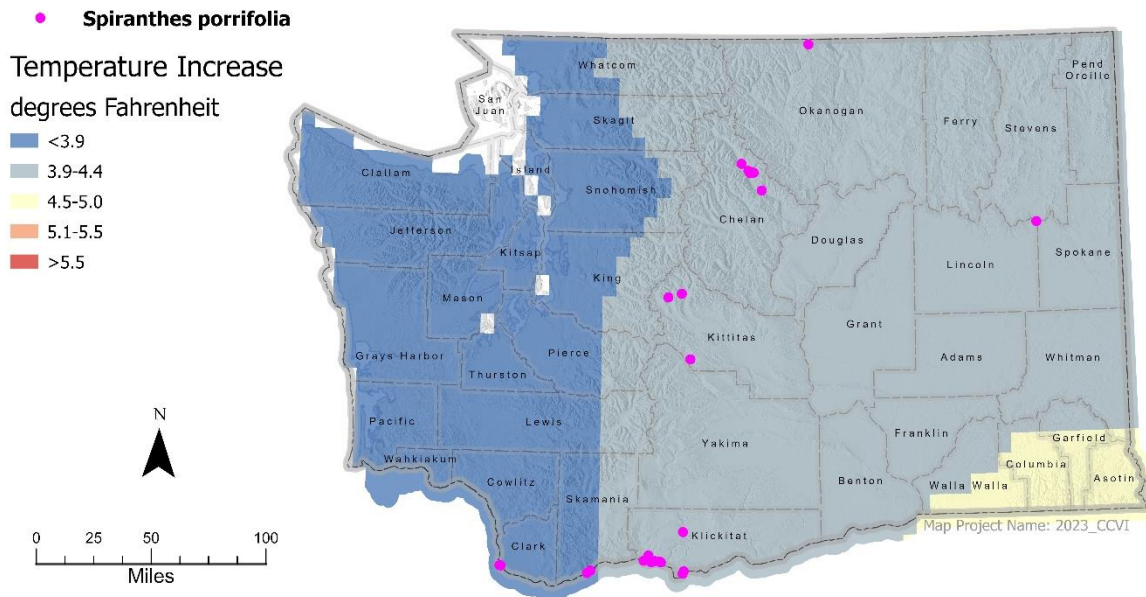 Spiranthes porrifolia
Temperature Increase
degrees Fahrenheit
<3.9
3.9-4.4
4.5-5.0
5.1-5.5
>5.5
Whatcom
Pend
Oreille
San
Juan
Okanogan
Ferry
Stevens
Skagit
Clallam
Island
Snohomish
Chelan
Jefferson
Douglas
Kitsap
King
Lincoln
Spokane
Mason
Grant
Kittitas
Grays Harbor
Pierce
Adams
Whitman
Thurston
N
Pacific
Lewis
Franklin
Garfield
Yakima
Wahkiakum
Columbia
Cowlitz
Benton
Walla Walla
Asotin
Skamania
Map Project Name: 2023_CCVI
Klickitat
Clark
0 25 50 100
Miles